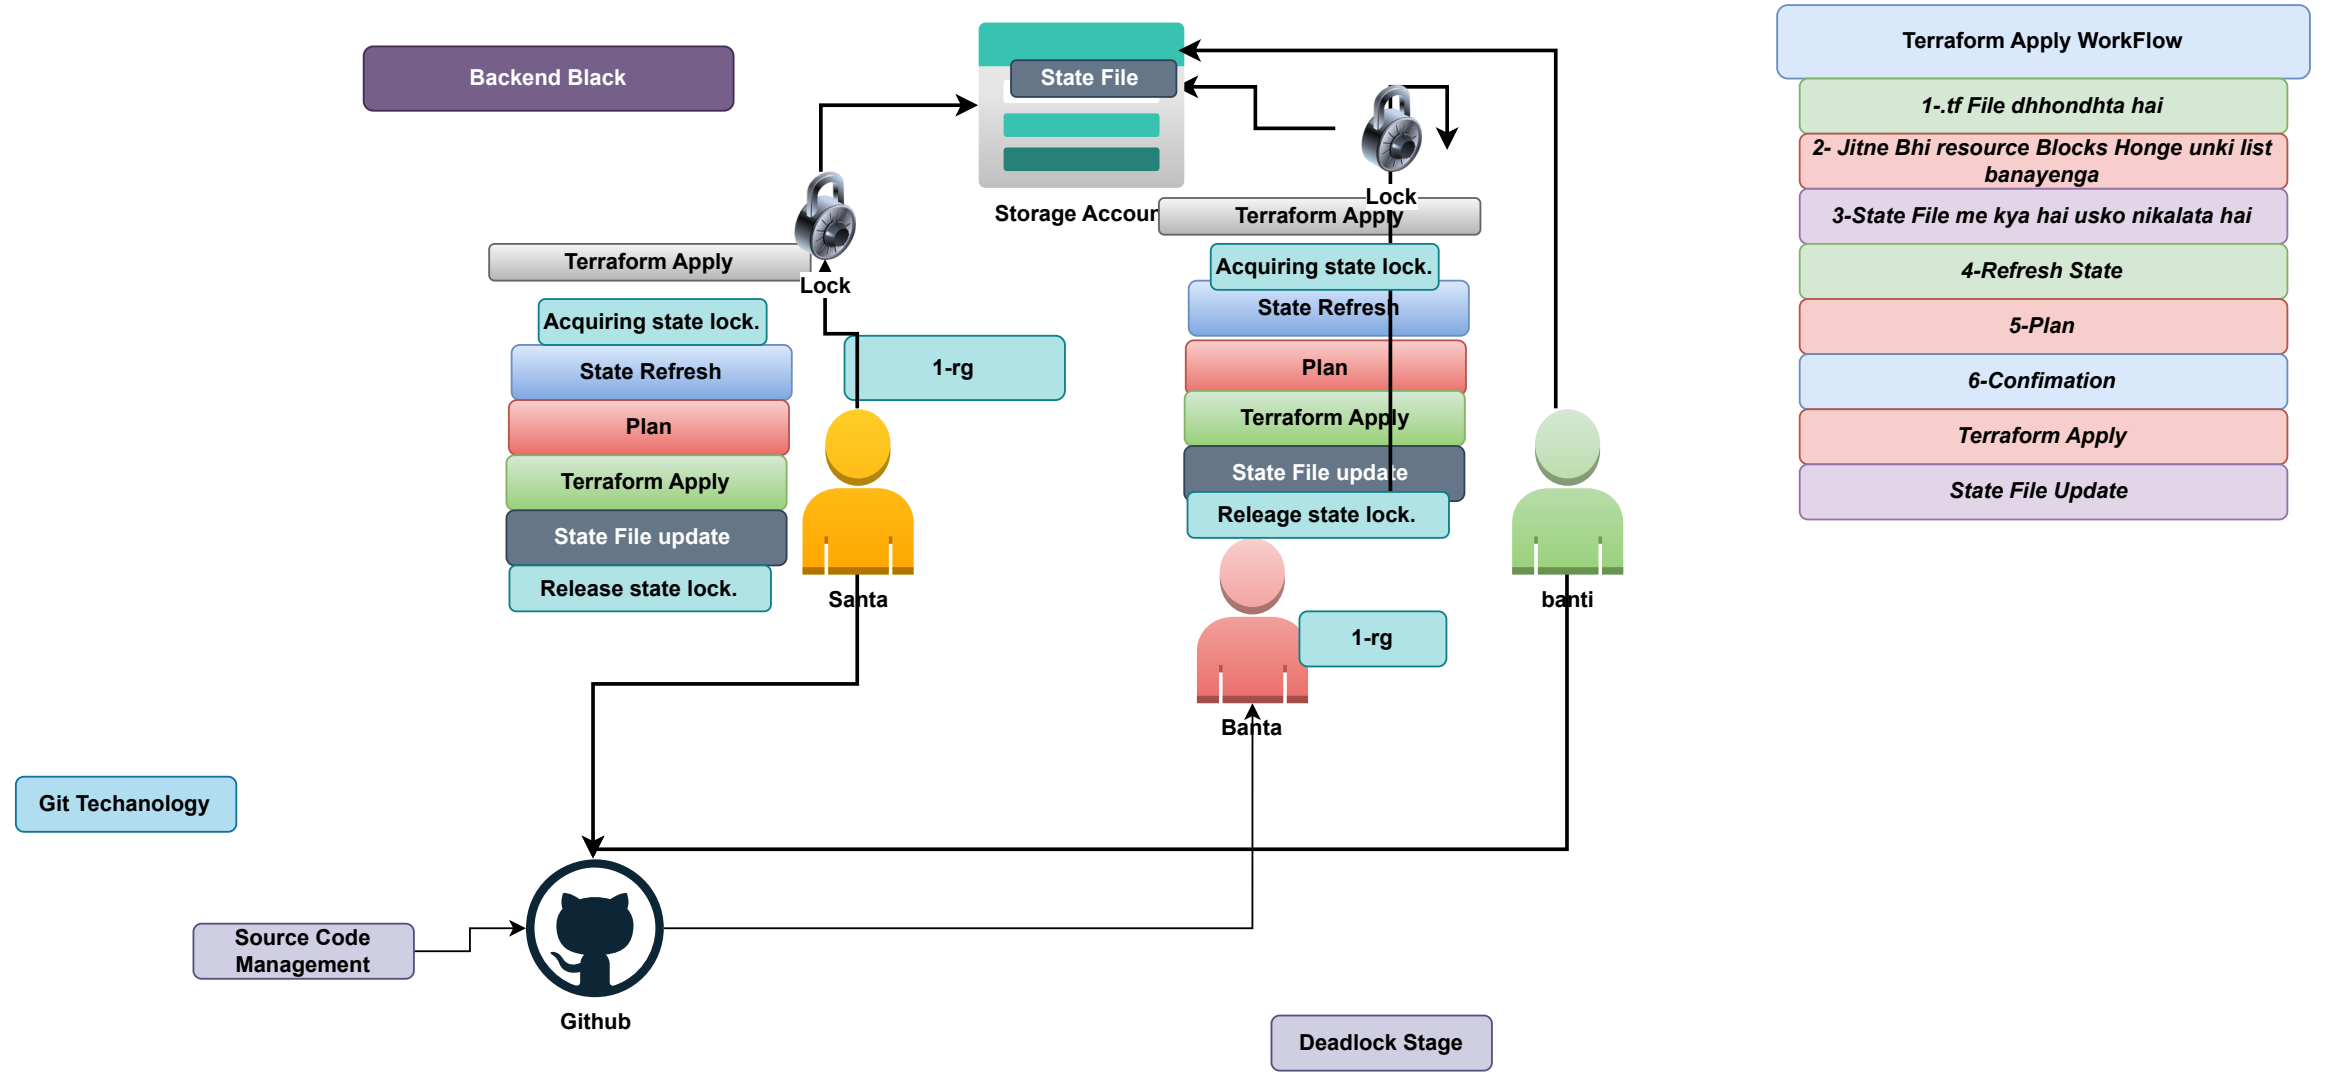 Backend Black
State File
Storage Accoun
Lock
Terraform Apply
Acquiring state lock.
State Refresh
Plan
Terraform Apply
State File update
Release state lock.
1-rg
Santa
Lock
Terraform Apply
Acquiring state lock.
State Refresh
Plan
Terraform Apply
State File update
Releage state lock.
1-rg
Banta
banti
Terraform Apply WorkFlow
1-.tf File dhhondhta hai
2- Jitne Bhi resource Blocks Honge unki list
banayenga
3-State File me kya hai usko nikalata hai
4-Refresh State
5-Plan
6-Confimation
Terraform Apply
State File Update
Git Techanology
Source Code
Management
Github
Deadlock Stage